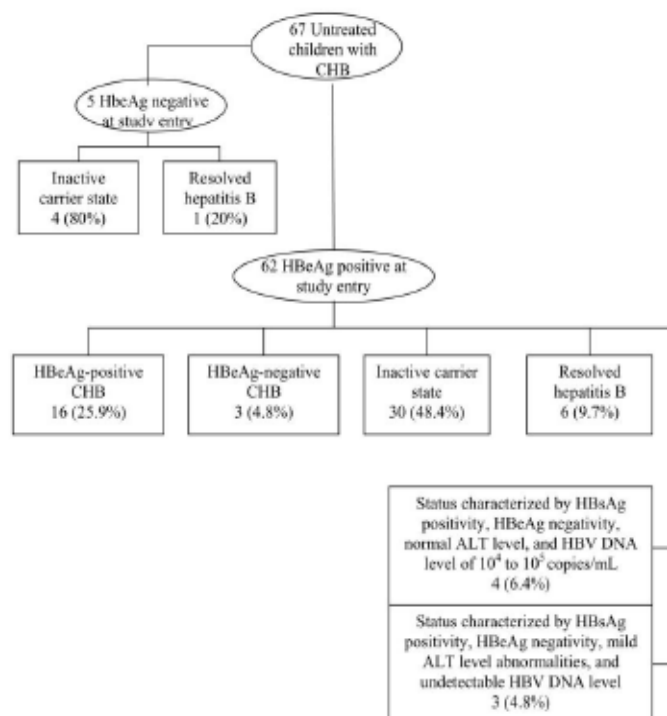 67 Untreated
children with
CHB
5 HbeAg negative
at study entry
Inactive
carrier state
4 (80%)
Resolved
hepatitis B
1 (20%)
62 HBeAg positive at
study entry
HBeAg-positive
CHB
16 (25.9%)
HBeAg-negative
CHB
3 (4.8%)
Inactive carrier
state
30 (48.4%)
Resolved
hepatitis B
6 (9.7%)
Status characterized by HBsAg
positivity, HBeAg negativity,
normal ALT level, and HBV DNA
level of 10⁴ to 10⁵ copies/mL
4 (6.4%)
Status characterized by HBsAg
positivity, HBeAg negativity, mild
ALT level abnormalities, and
undetectable HBV DNA level
3 (4.8%)